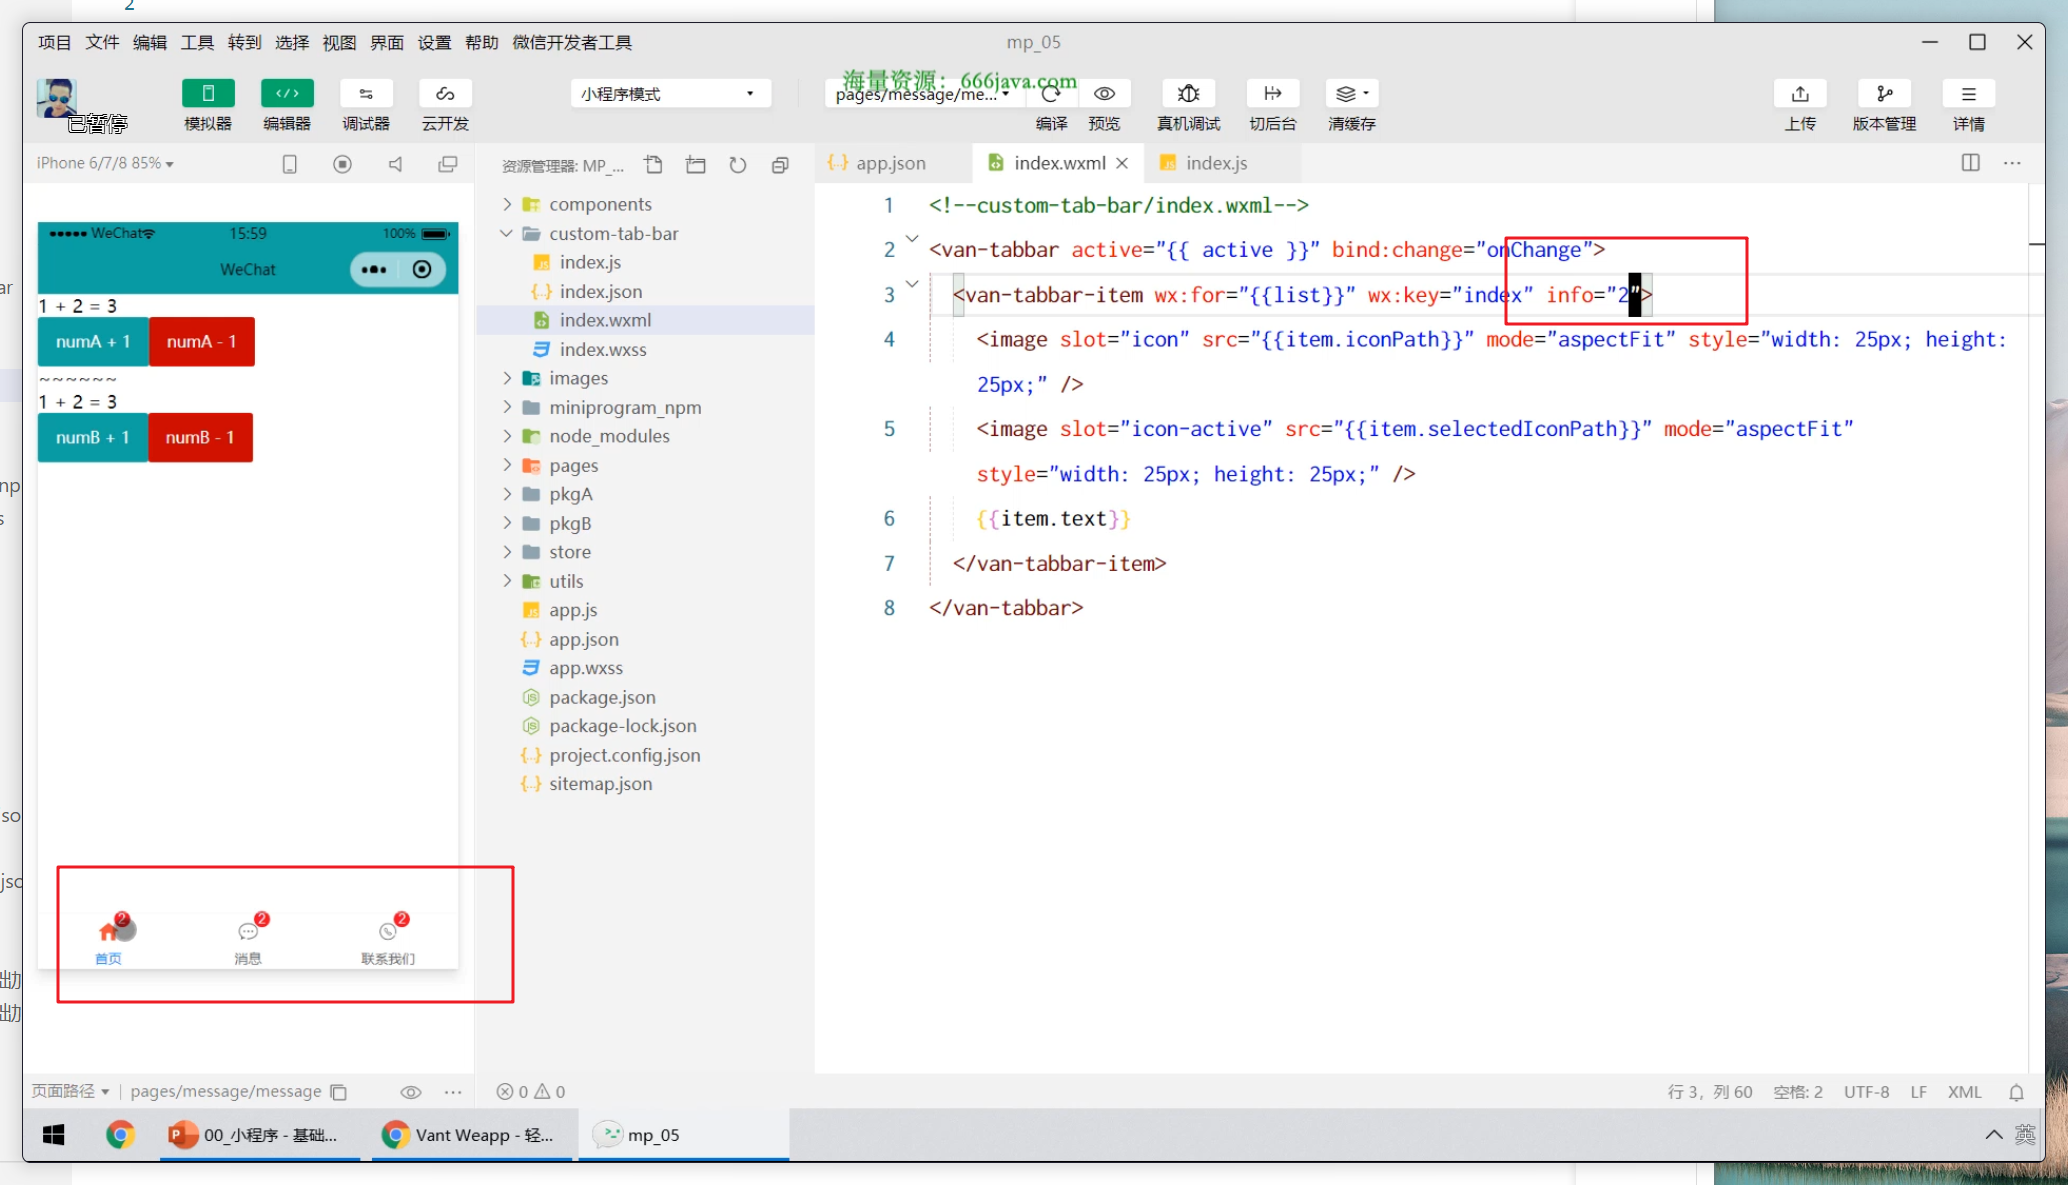 2
项目 文件 编辑 工具 转到 选择 视图 界面 设置 帮助 微信开发者工具
mp_05
已暂停
模拟器 编辑器 调试器 云开发
小程序模式
pages/message/me...
海量资源：666java.com
编译 预览 真机调试 切后台 清缓存
上传 版本管理 详情
iPhone 6/7/8 85%
WeChat
15:59
100%
WeChat
1 + 2 = 3
numA + 1 numA - 1
~~~~~~
1 + 2 = 3
numB + 1 numB - 1
2 2 2
首页 消息 联系我们
资源管理器: MP_...
components
custom-tab-bar
index.js
index.json
index.wxml
index.wxss
images
miniprogram_npm
node_modules
pages
pkgA
pkgB
store
utils
app.js
app.json
app.wxss
package.json
package-lock.json
project.config.json
sitemap.json
app.json index.wxml index.js
1 <!--custom-tab-bar/index.wxml-->
2 <van-tabbar active="{{ active }}" bind:change="onChange">
3 <van-tabbar-item wx:for="{{list}}" wx:key="index" info="2">
4 <image slot="icon" src="{{item.iconPath}}" mode="aspectFit" style="width: 25px; height:
25px;" />
5 <image slot="icon-active" src="{{item.selectedIconPath}}" mode="aspectFit"
style="width: 25px; height: 25px;" />
6 {{item.text}}
7 </van-tabbar-item>
8 </van-tabbar>
页面路径 pages/message/message
0 0
行 3，列 60 空格: 2 UTF-8 LF XML
00_小程序 - 基础...
Vant Weapp - 轻...
mp_05
英